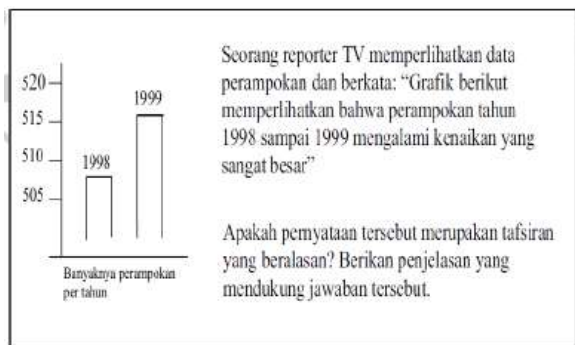 520
515
510
505
1998
1999
Banyaknya perampokan
per tahun
Seorang reporter TV memperlihatkan data
perampokan dan berkata: “Grafik berikut
memperlihatkan bahwa perampokan tahun
1998 sampai 1999 mengalami kenaikan yang
sangat besar”
Apakah pernyataan tersebut merupakan tafsiran
yang beralasan? Berikan penjelasan yang
mendukung jawaban tersebut.